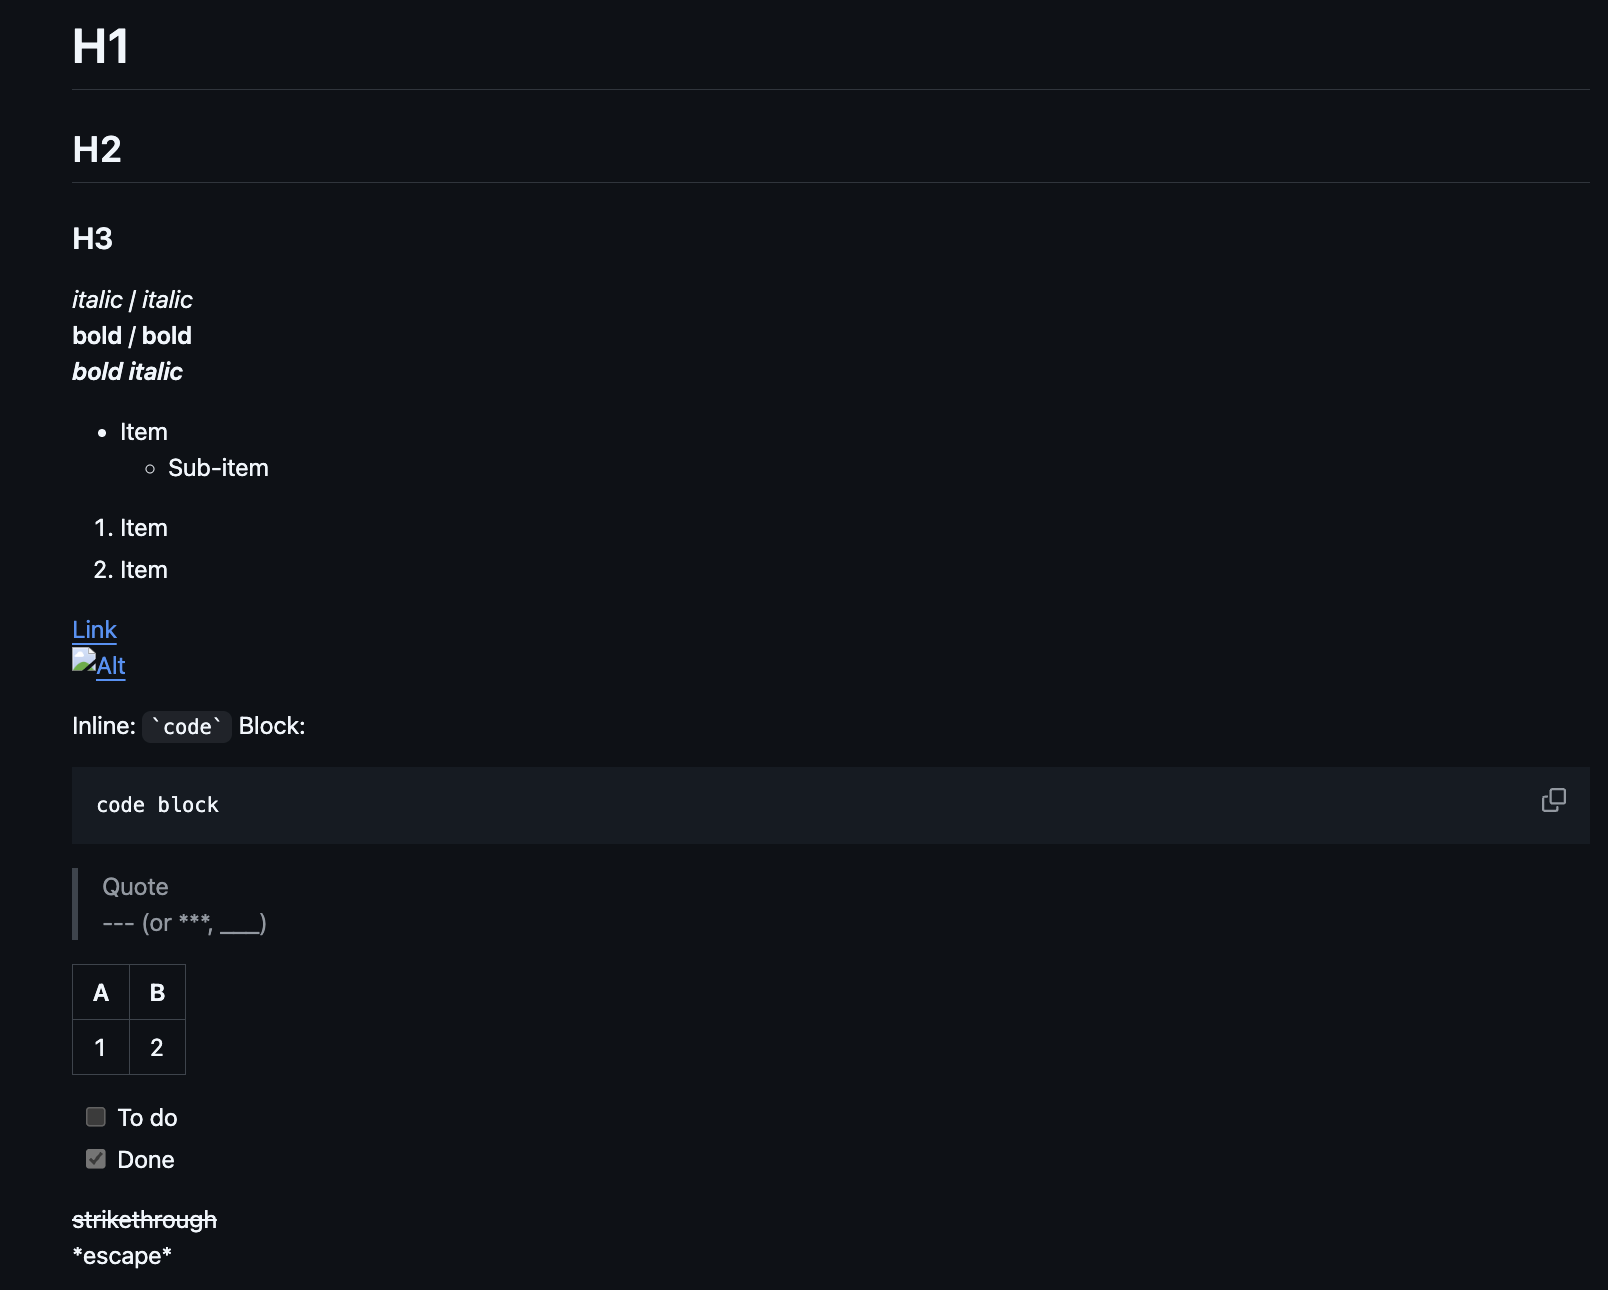 H1
H2
H3
italic / italic
bold / bold
bold italic
• Item
◦ Sub-item
1. Item
2. Item
Link
Alt
Inline: `code` Block:
code block
Quote
--- (or ***, ___)
A B
1 2
To do
Done
strikethrough
*escape*